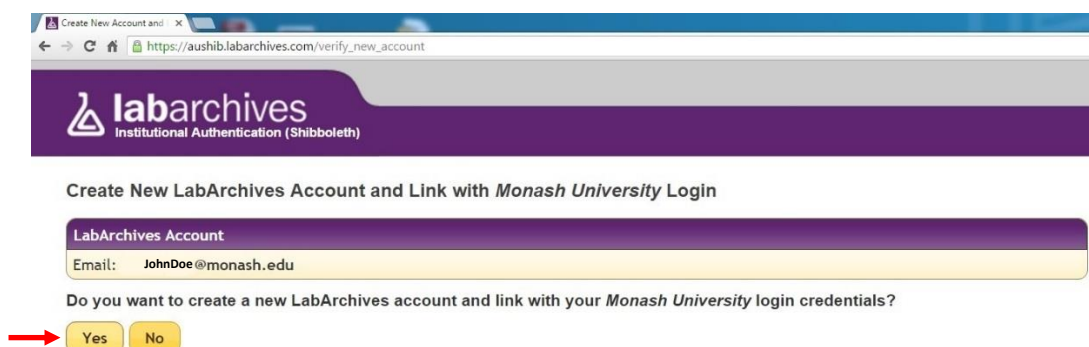 Create New Account and
https://aushib.labarchives.com/verify_new_account
labarchives
Institutional Authentication (Shibboleth)
Create New LabArchives Account and Link with Monash University Login
LabArchives Account
Email: JohnDoe@monash.edu
Do you want to create a new LabArchives account and link with your Monash University login credentials?
Yes No